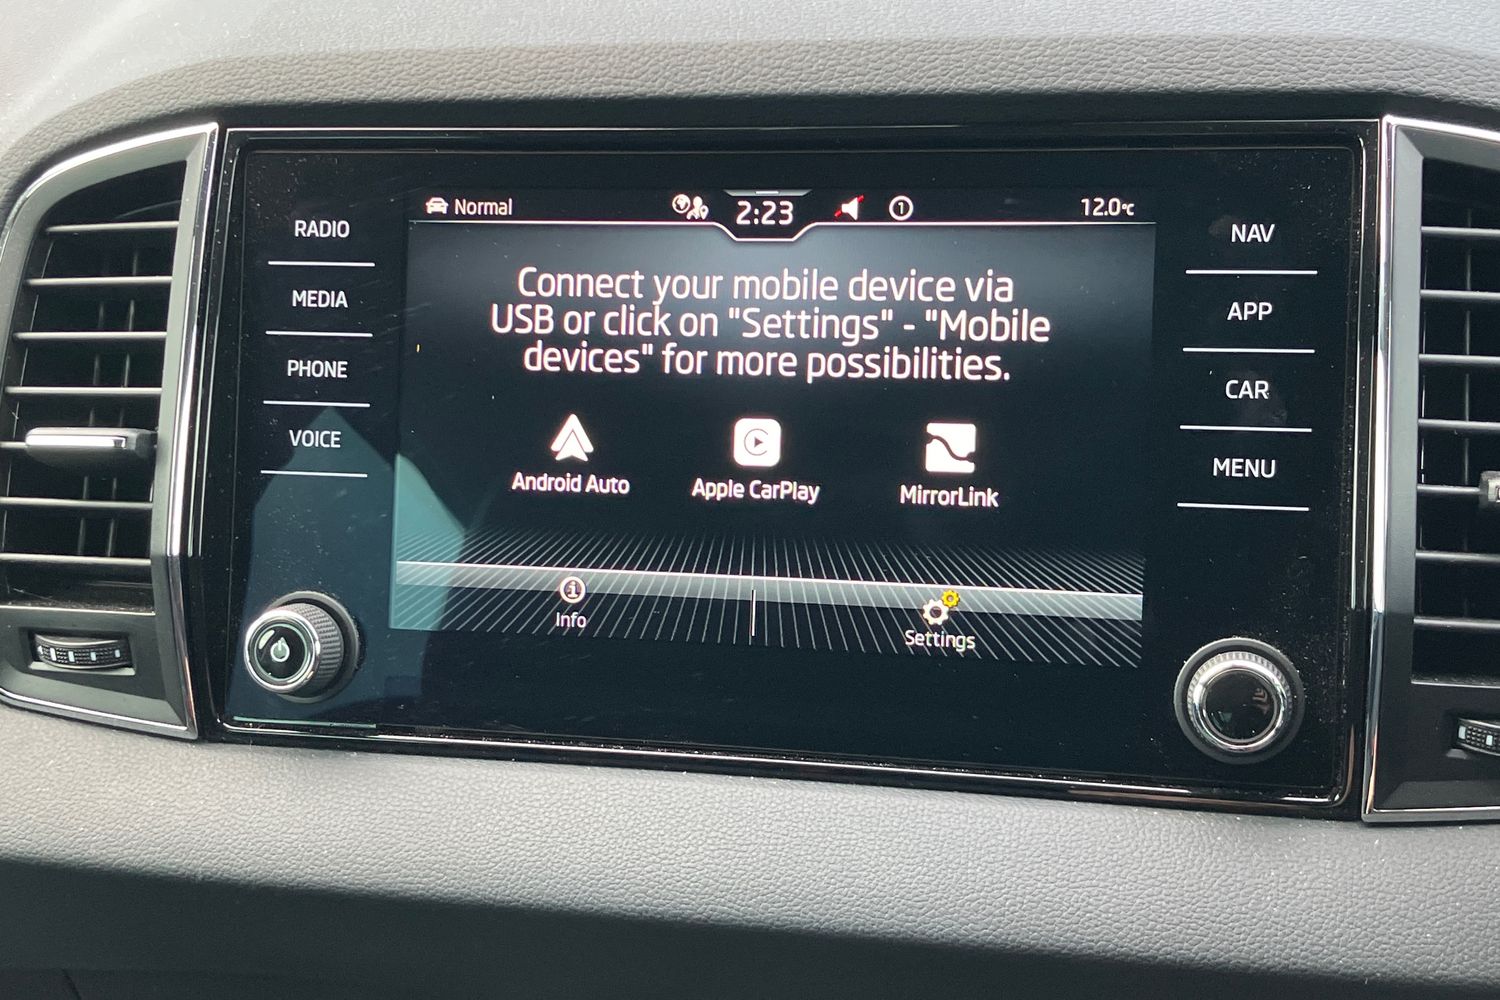 Normal
2:23
1
12.0°C
RADIO
MEDIA
PHONE
VOICE
Connect your mobile device via
USB or click on "Settings" - "Mobile
devices" for more possibilities.
Android Auto
Apple CarPlay
MirrorLink
i
Info
Settings
NAV
APP
CAR
MENU